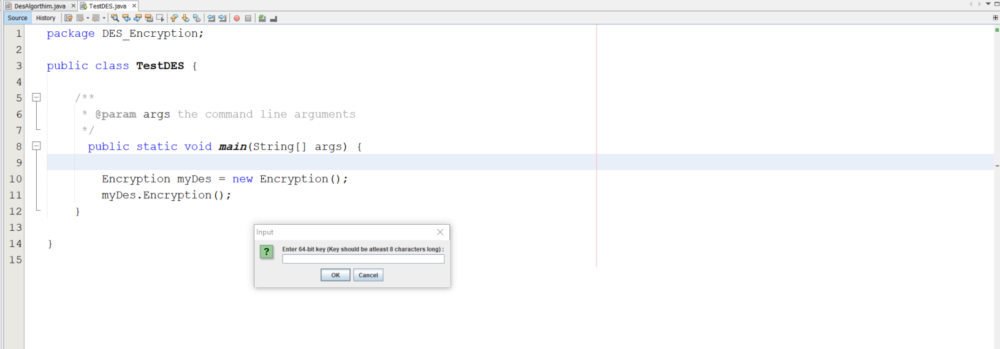 DesAlgorthim.java TestDES.java
Source History
1 package DES_Encryption;
2
3 public class TestDES {
4
5 /**
6 * @param args the command line arguments
7 */
8 public static void main(String[] args) {
9
10 Encryption myDes = new Encryption();
11 myDes.Encryption();
12 }
13
14 }
15
Input
? Enter 64-bit key (Key should be atleast 8 characters long) :
OK Cancel